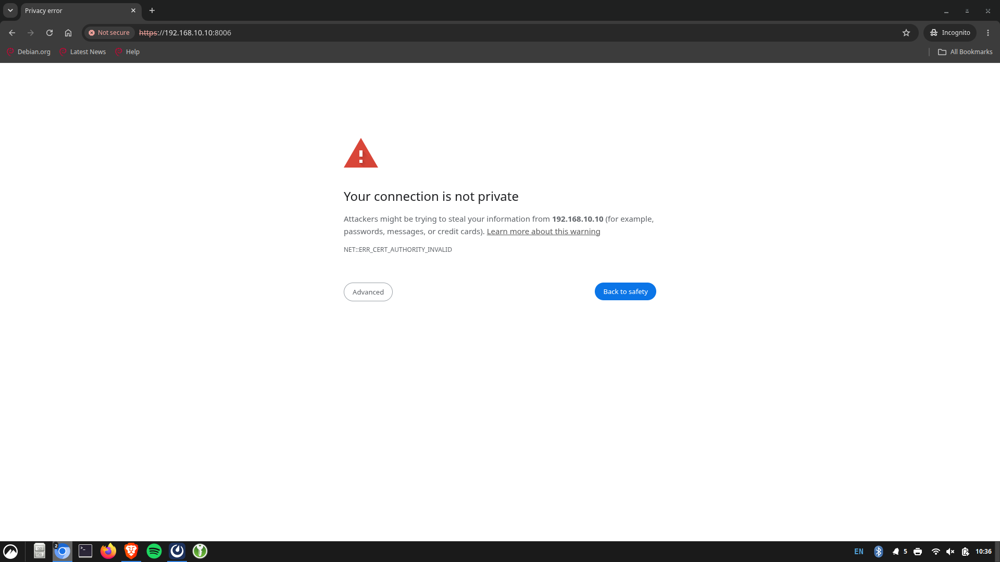 Privacy error
Not secure
https://192.168.10.10:8006
Incognito
Debian.org
Latest News
Help
All Bookmarks
Your connection is not private
Attackers might be trying to steal your information from 192.168.10.10 (for example,
passwords, messages, or credit cards). Learn more about this warning
NET::ERR_CERT_AUTHORITY_INVALID
Advanced
Back to safety
2
EN
5
10:36